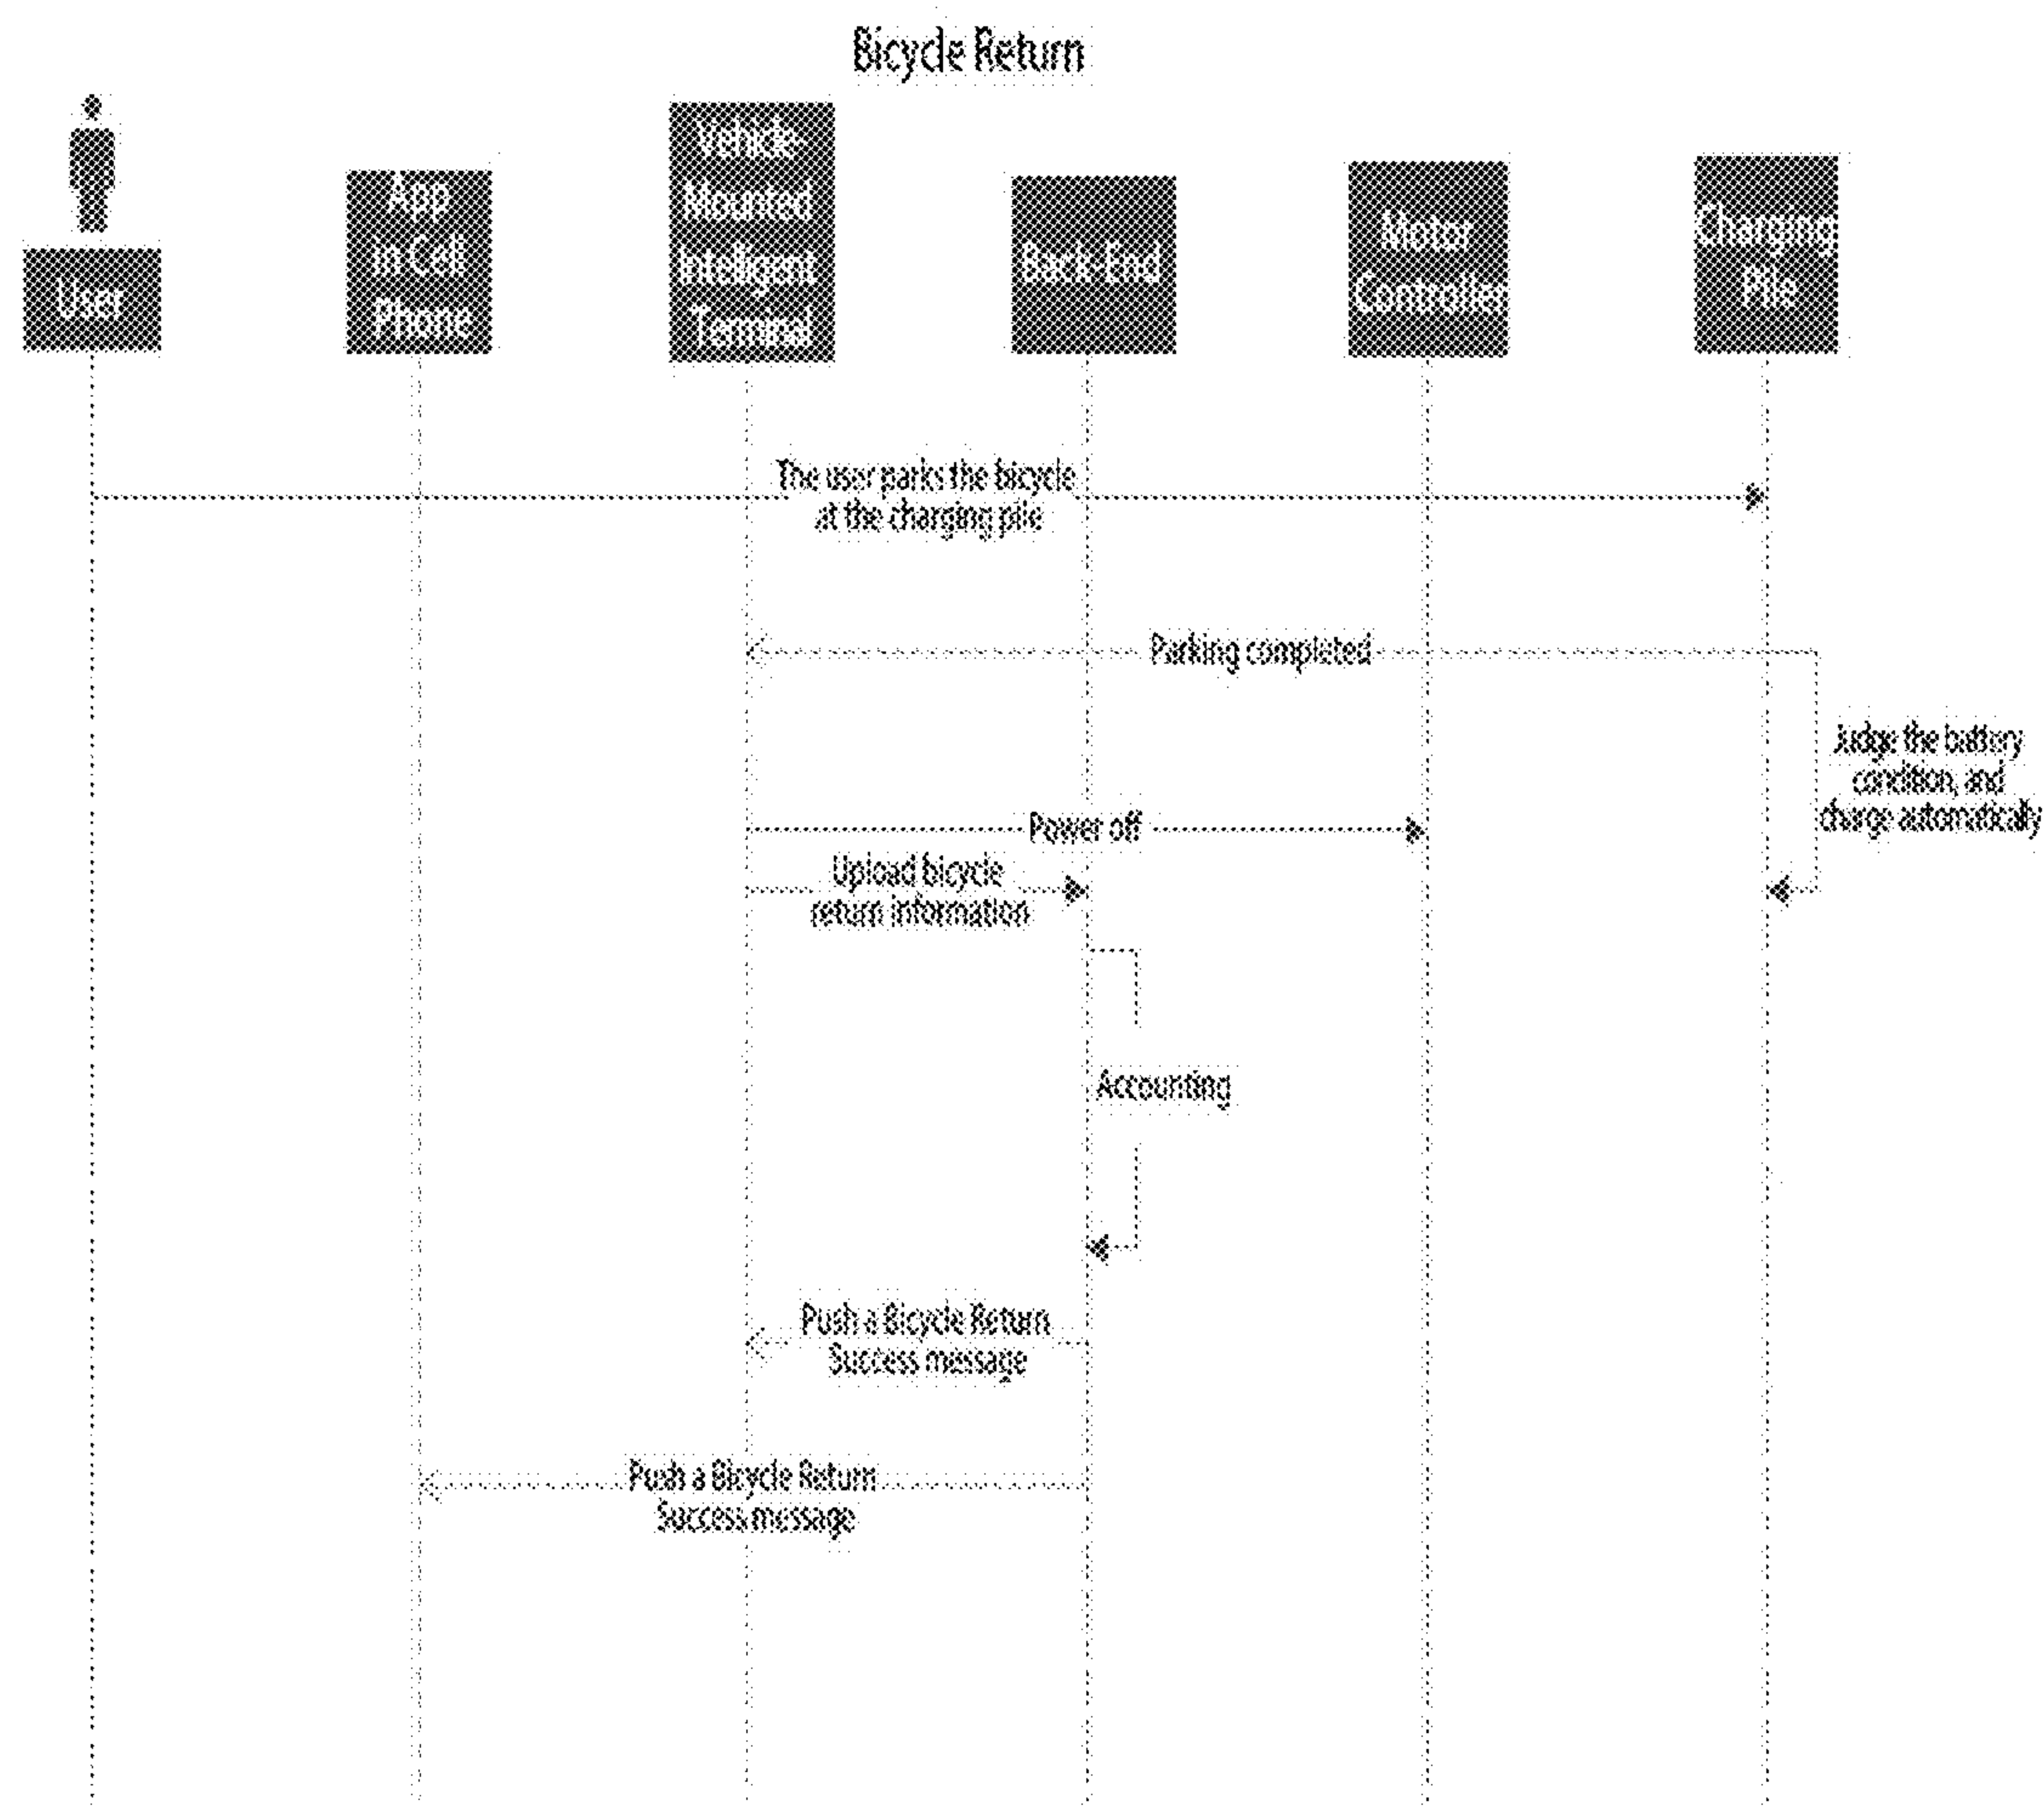 Bicycle Return
User
App
in Cell
Phone
Vehicle-
Mounted
Intelligent
Terminal
Back-End
Motor
Controller
Charging
Pile
The user parks the bicycle
at the charging pile
Parking completed
Judge the battery
condition, and
charge automatically
Power off
Upload bicycle
return information
Accounting
Push a Bicycle Return
Success message
Push a Bicycle Return
Success message